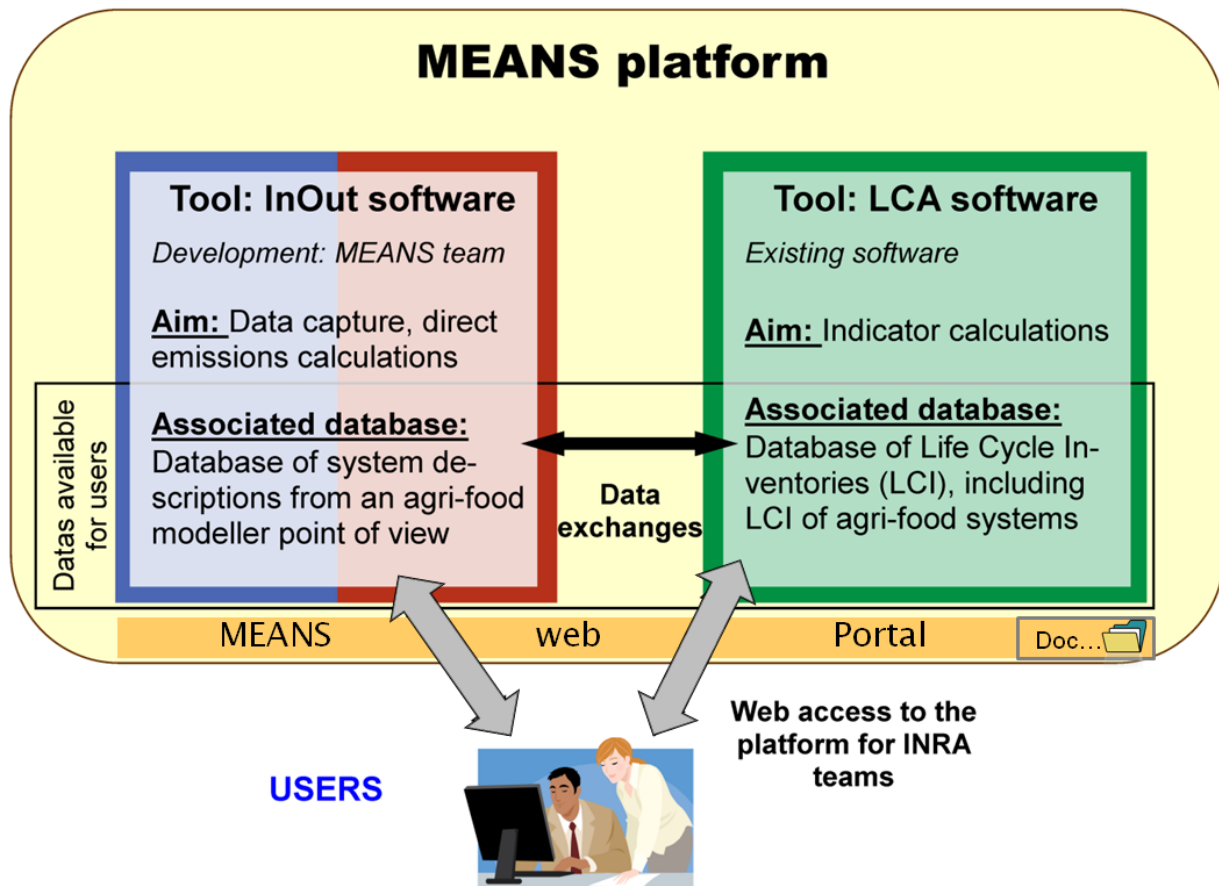 MEANS platform
Tool: InOut software
Development: MEANS team
Aim: Data capture, direct
emissions calculations
Associated database:
Database of system de-
scriptions from an agri-food
modeller point of view
Tool: LCA software
Existing software
Aim: Indicator calculations
Associated database:
Database of Life Cycle In-
ventories (LCI), including
LCI of agri-food systems
Datas available
for users
Data
exchanges
MEANS web Portal Doc...
USERS
Web access to the
platform for INRA
teams